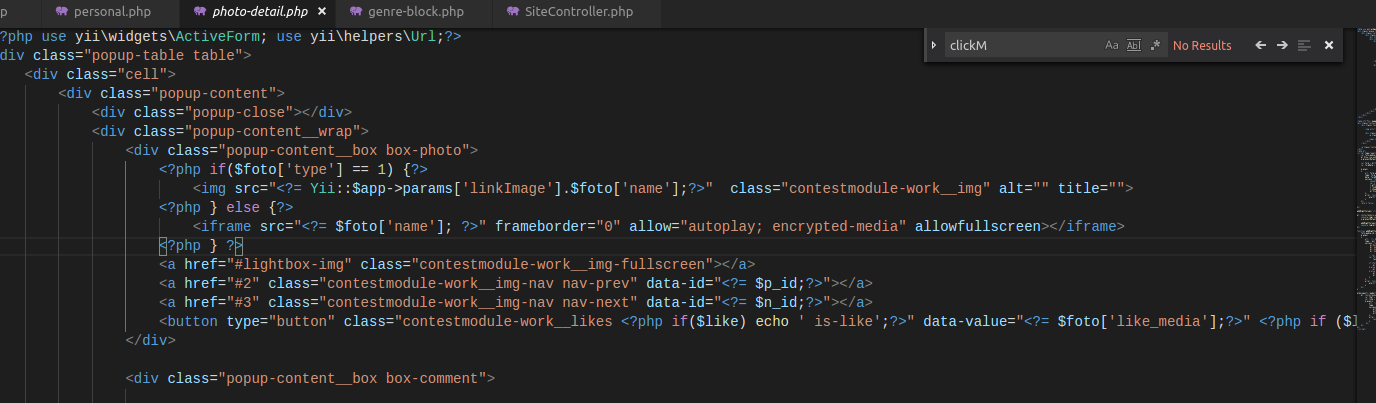 p personal.php photo-detail.php × genre-block.php SiteController.php
?php use yii\widgets\ActiveForm; use yii\helpers\Url;?>
clickM Aa Abl .* No Results
div class="popup-table table">
<div class="cell">
<div class="popup-content">
<div class="popup-close"></div>
<div class="popup-content__wrap">
<div class="popup-content__box box-photo">
<?php if($foto['type'] == 1) {?>
<img src="<?= Yii::$app->params['linkImage'].$foto['name'];?>"  class="contestmodule-work__img" alt="" title="">
<?php } else {?>
<iframe src="<?= $foto['name']; ?>" frameborder="0" allow="autoplay; encrypted-media" allowfullscreen></iframe>
<?php } ?>
<a href="#lightbox-img" class="contestmodule-work__img-fullscreen"></a>
<a href="#2" class="contestmodule-work__img-nav nav-prev" data-id="<?= $p_id;?>"></a>
<a href="#3" class="contestmodule-work__img-nav nav-next" data-id="<?= $n_id;?>"></a>
<button type="button" class="contestmodule-work__likes <?php if($like) echo ' is-like';?>" data-value="<?= $foto['like_media'];?>" <?php if ($l
</div>
<div class="popup-content__box box-comment">